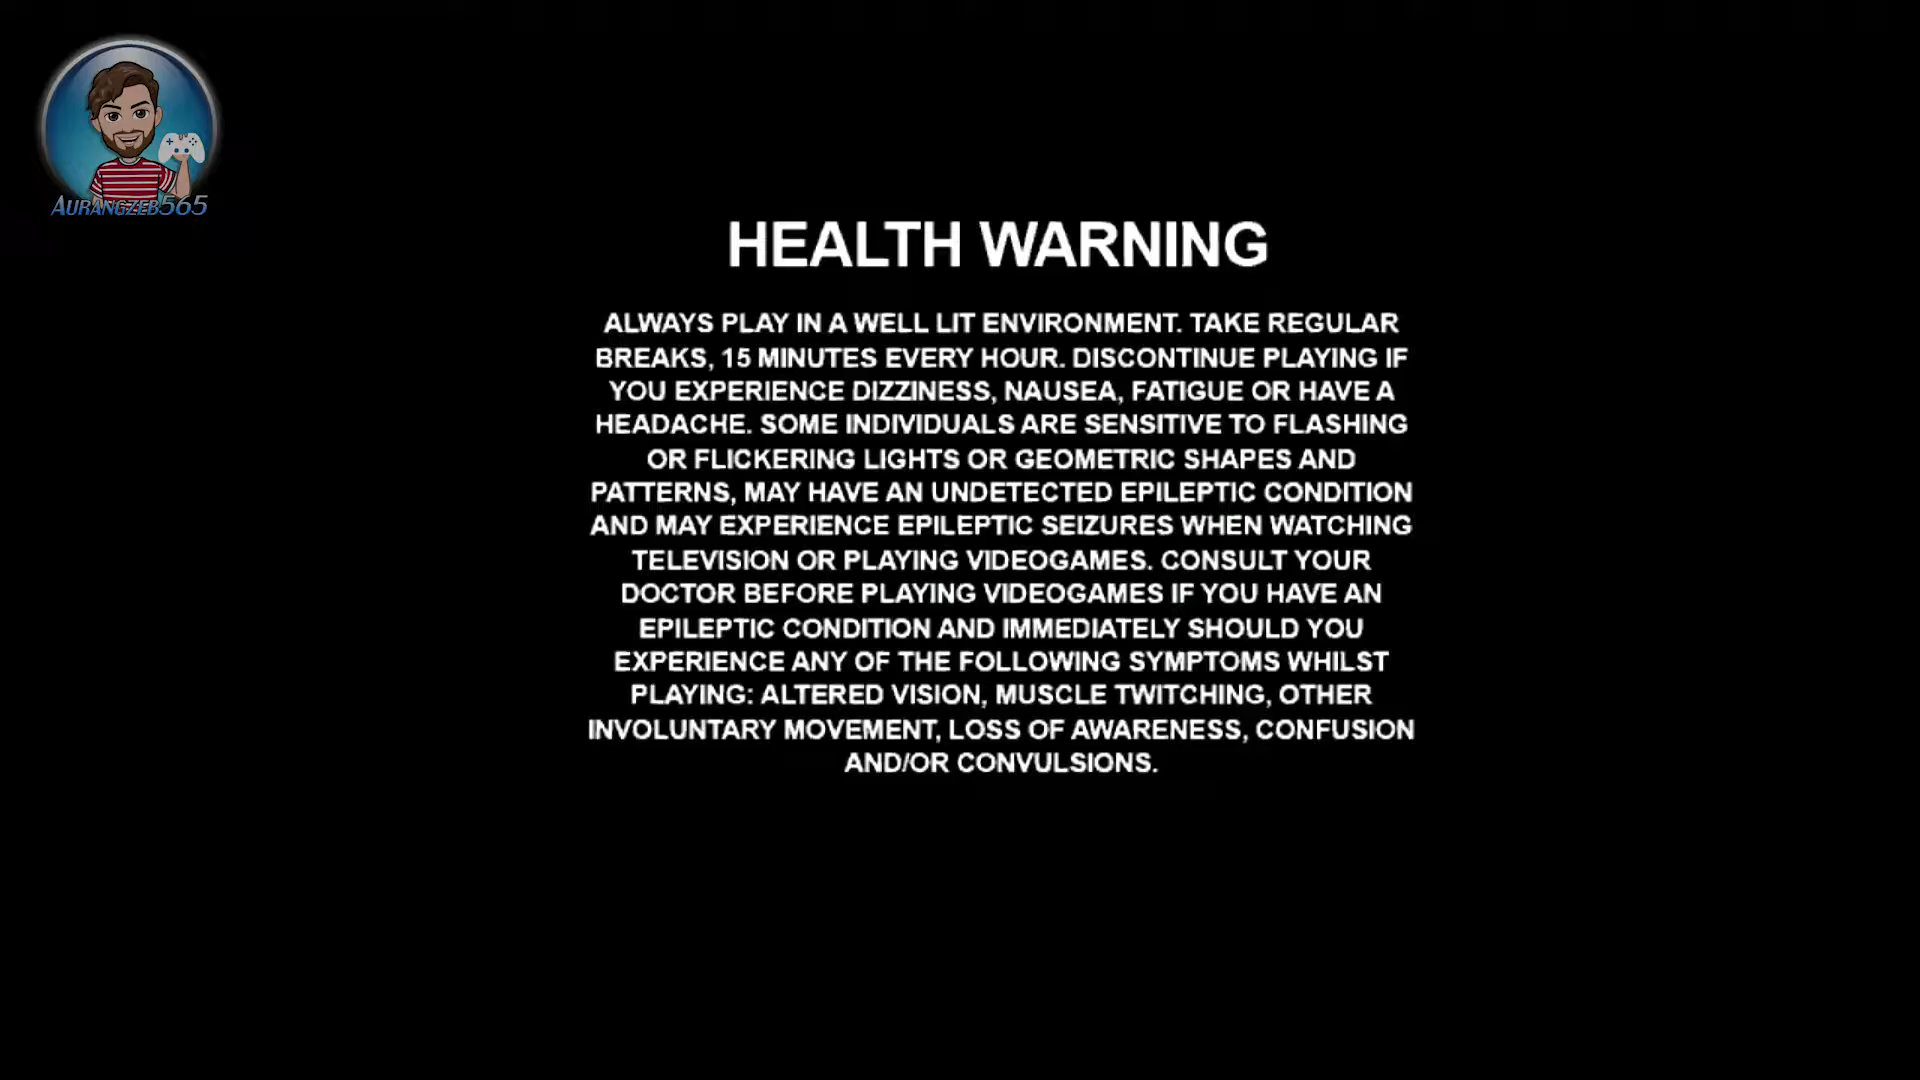 Aurangzeb565
HEALTH WARNING
ALWAYS PLAY IN A WELL LIT ENVIRONMENT. TAKE REGULAR
BREAKS, 15 MINUTES EVERY HOUR. DISCONTINUE PLAYING IF
YOU EXPERIENCE DIZZINESS, NAUSEA, FATIGUE OR HAVE A
HEADACHE. SOME INDIVIDUALS ARE SENSITIVE TO FLASHING
OR FLICKERING LIGHTS OR GEOMETRIC SHAPES AND
PATTERNS, MAY HAVE AN UNDETECTED EPILEPTIC CONDITION
AND MAY EXPERIENCE EPILEPTIC SEIZURES WHEN WATCHING
TELEVISION OR PLAYING VIDEOGAMES. CONSULT YOUR
DOCTOR BEFORE PLAYING VIDEOGAMES IF YOU HAVE AN
EPILEPTIC CONDITION AND IMMEDIATELY SHOULD YOU
EXPERIENCE ANY OF THE FOLLOWING SYMPTOMS WHILST
PLAYING: ALTERED VISION, MUSCLE TWITCHING, OTHER
INVOLUNTARY MOVEMENT, LOSS OF AWARENESS, CONFUSION
AND/OR CONVULSIONS.